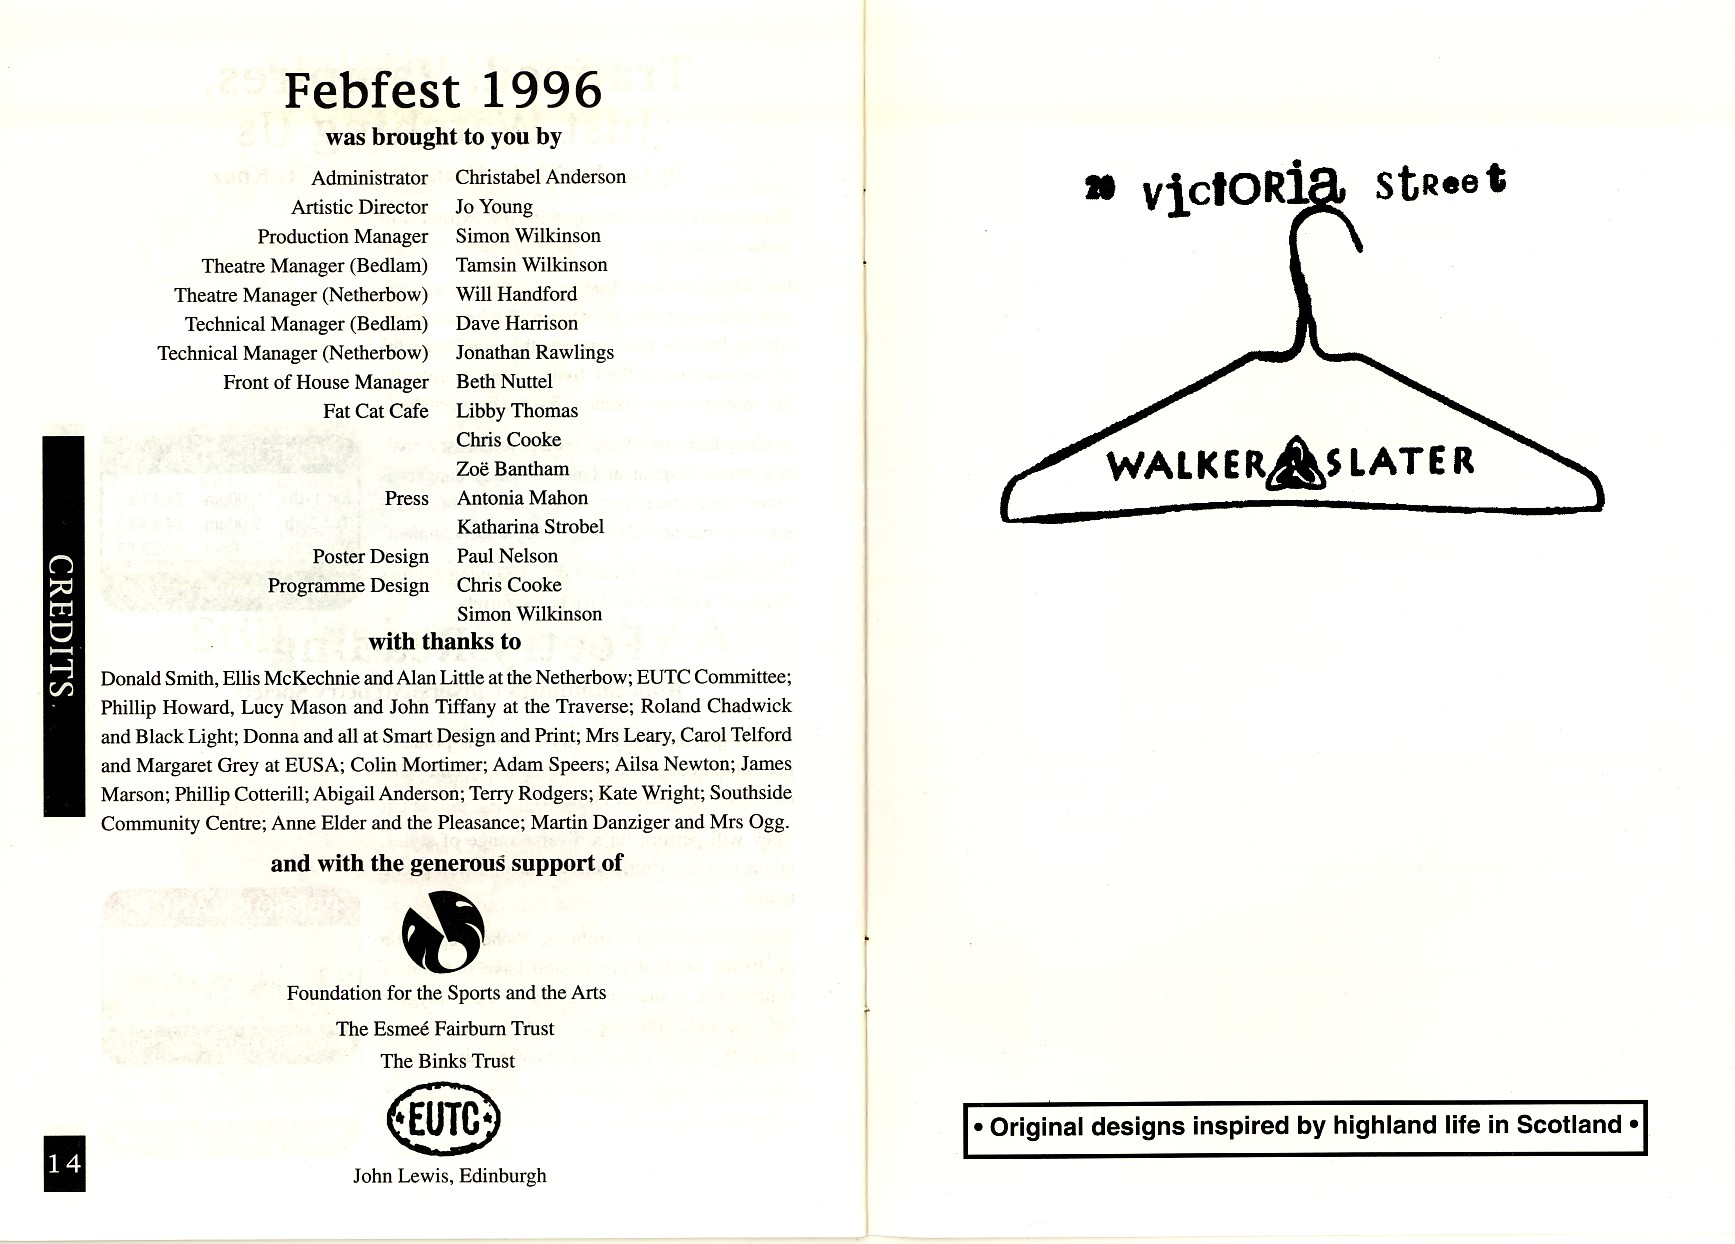 Febfest 1996
was brought to you by
Administrator Christabel Anderson
Artistic Director Jo Young
Production Manager Simon Wilkinson
Theatre Manager (Bedlam) Tamsin Wilkinson
Theatre Manager (Netherbow) Will Handford
Technical Manager (Bedlam) Dave Harrison
Technical Manager (Netherbow) Jonathan Rawlings
Front of House Manager Beth Nuttel
Fat Cat Cafe Libby Thomas
Chris Cooke
Zoë Bantham
Press Antonia Mahon
Katharina Strobel
Poster Design Paul Nelson
Programme Design Chris Cooke
Simon Wilkinson
with thanks to
Donald Smith, Ellis McKechnie and Alan Little at the Netherbow; EUTC Committee;
Phillip Howard, Lucy Mason and John Tiffany at the Traverse; Roland Chadwick
and Black Light; Donna and all at Smart Design and Print; Mrs Leary, Carol Telford
and Margaret Grey at EUSA; Colin Mortimer; Adam Speers; Ailsa Newton; James
Marson; Phillip Cotterill; Abigail Anderson; Terry Rodgers; Kate Wright; Southside
Community Centre; Anne Elder and the Pleasance; Martin Danziger and Mrs Ogg.
and with the generous support of
Foundation for the Sports and the Arts
The Esmeé Fairburn Trust
The Binks Trust
EUTC
John Lewis, Edinburgh
CREDITS
14
20 VictORia StReet
WALKER SLATER
• Original designs inspired by highland life in Scotland •